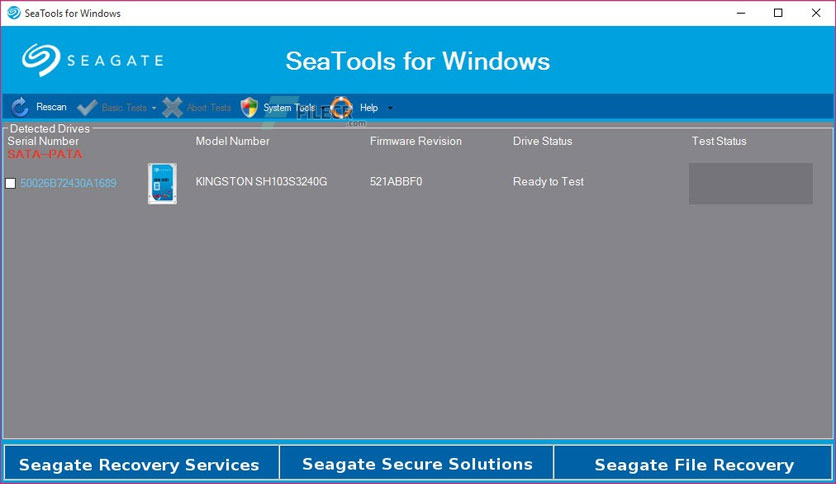 SeaTools for Windows
SEAGATE
SeaTools for Windows
Rescan Basic Tests Abort Tests System Tools Help
FILECR
.com
Detected Drives
Serial Number Model Number Firmware Revision Drive Status Test Status
SATA--PATA
50026B72430A1689 KINGSTON SH103S3240G 521ABBF0 Ready to Test
Seagate Recovery Services Seagate Secure Solutions Seagate File Recovery